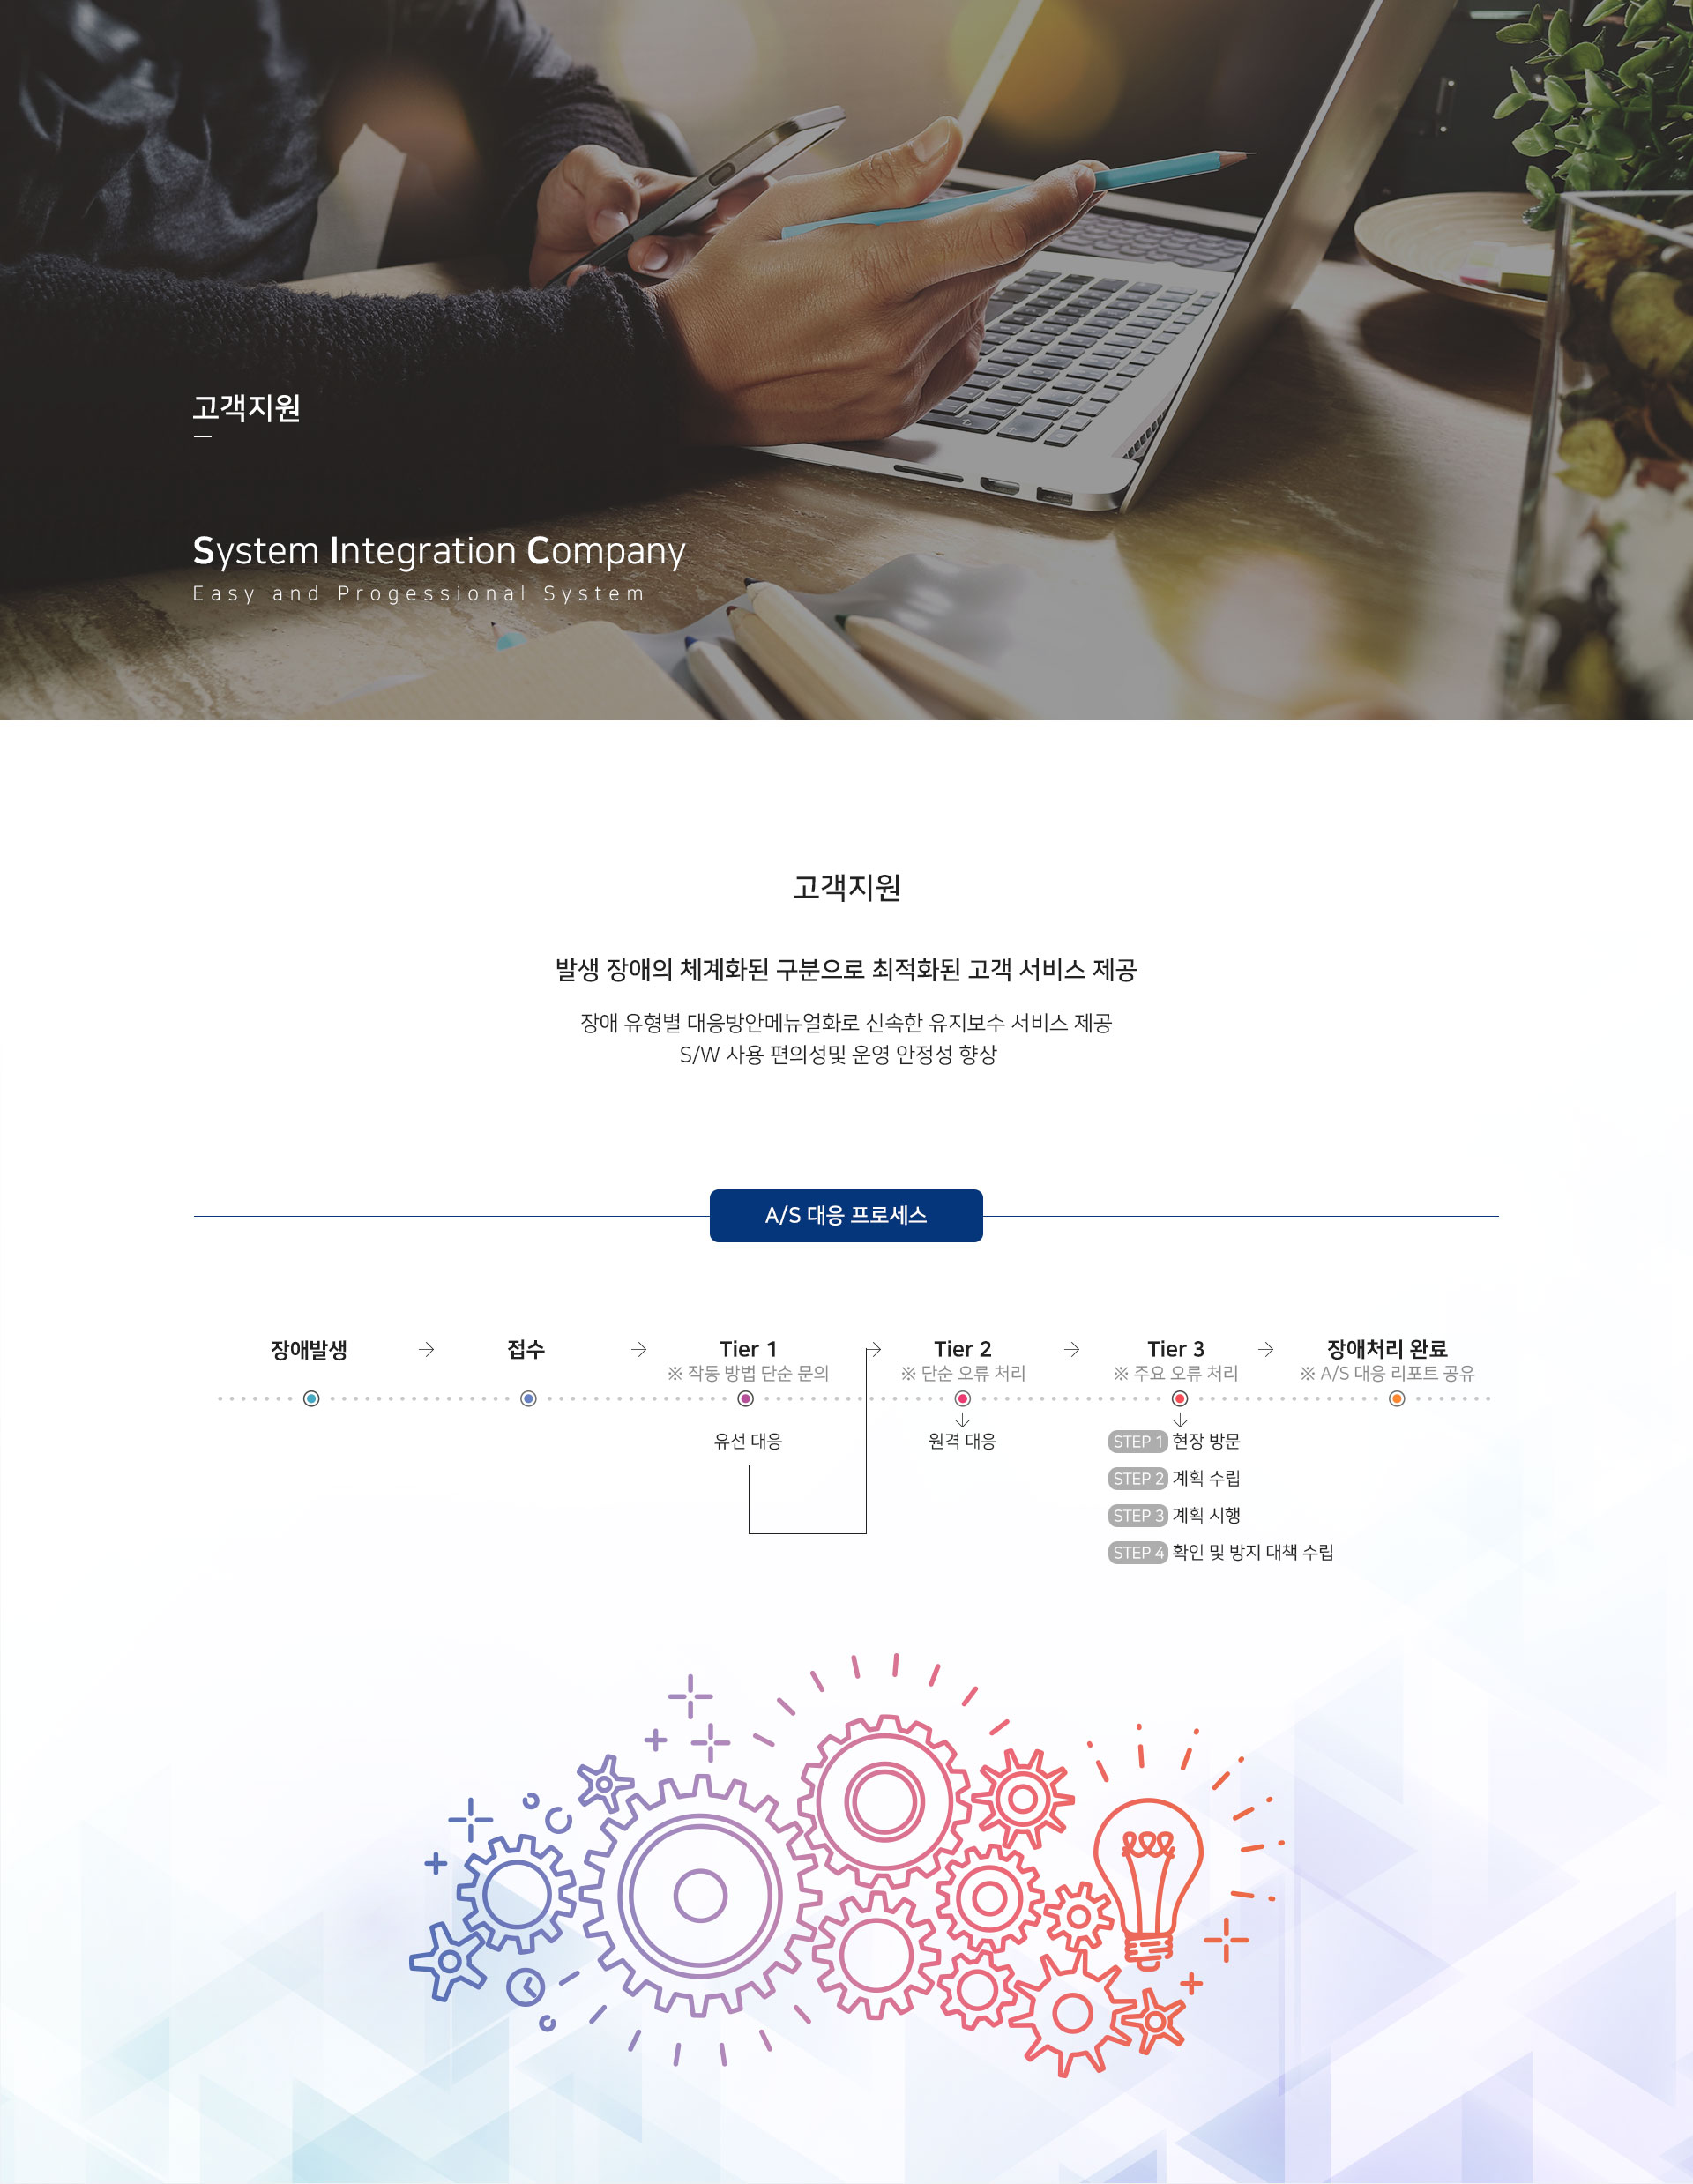 고객지원
System Integration Company
Easy and Progessional System
고객지원
발생 장애의 체계화된 구분으로 최적화된 고객 서비스 제공
장애 유형별 대응방안메뉴얼화로 신속한 유지보수 서비스 제공
S/W 사용 편의성및 운영 안정성 향상
A/S 대응 프로세스
장애발생 → 접수 → Tier 1 → Tier 2 → Tier 3 → 장애처리 완료
※ 작동 방법 단순 문의 ※ 단순 오류 처리 ※ 주요 오류 처리 ※ A/S 대응 리포트 공유
유선 대응 원격 대응 STEP 1 현장 방문
STEP 2 계획 수립
STEP 3 계획 시행
STEP 4 확인 및 방지 대책 수립